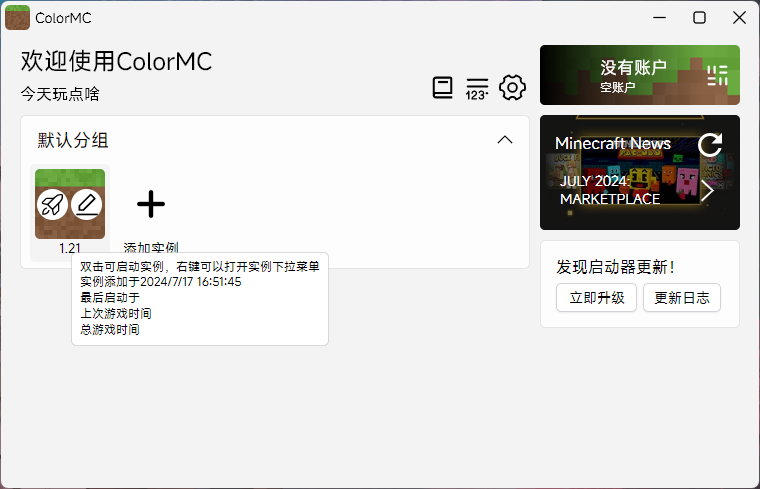 ColorMC
欢迎使用ColorMC
今天玩点啥
123
没有账户
空账户
默认分组
1.21
添加实例
双击可启动实例，右键可以打开实例下拉菜单
实例添加于2024/7/17 16:51:45
最后启动于
上次游戏时间
总游戏时间
Minecraft News
JULY 2024:
MARKETPLACE
发现启动器更新！
立即升级
更新日志